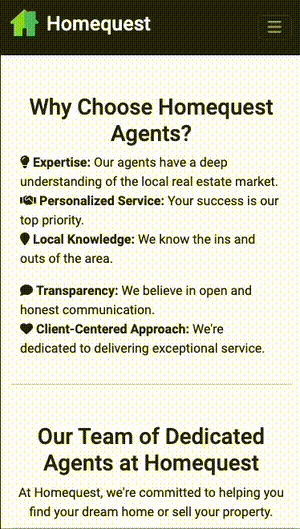 Homequest
Why Choose Homequest
Agents?
Expertise: Our agents have a deep
understanding of the local real estate market.
Personalized Service: Your success is our
top priority.
Local Knowledge: We know the ins and
outs of the area.
Transparency: We believe in open and
honest communication.
Client-Centered Approach: We're
dedicated to delivering exceptional service.
Our Team of Dedicated
Agents at Homequest
At Homequest, we're committed to helping you
find your dream home or sell your property.